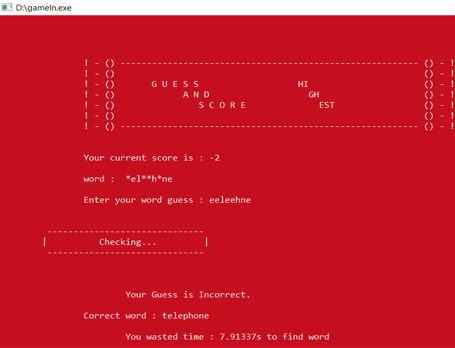 D:\gameIn.exe
! - () -------------------------------------------------------- () - !
! - () () - !
! - () G U E S S HI () - !
! - () A N D GH () - !
! - () S C O R E EST () - !
! - () () - !
! - () -------------------------------------------------------- () - !
Your current score is : -2
word : *el**h*ne
Enter your word guess : eeleehne
------------------------------
| Checking... |
------------------------------
Your Guess is Incorrect.
Correct word : telephone
You wasted time : 7.91337s to find word